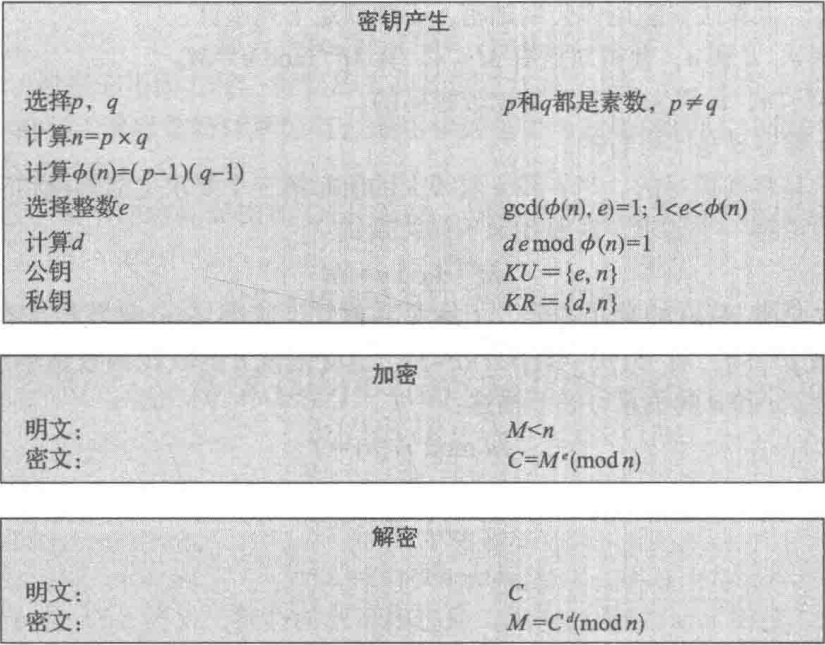 密钥产生
选择p，q p和q都是素数，p≠q
计算n=p×q
计算ϕ(n)=(p−1)(q−1)
选择整数e gcd(ϕ(n), e)=1; 1<e<ϕ(n)
计算d d e mod ϕ(n)=1
公钥 KU={e, n}
私钥 KR={d, n}
加密
明文： M<n
密文： C=Mᵉ(mod n)
解密
明文： C
密文： M=Cᵈ(mod n)